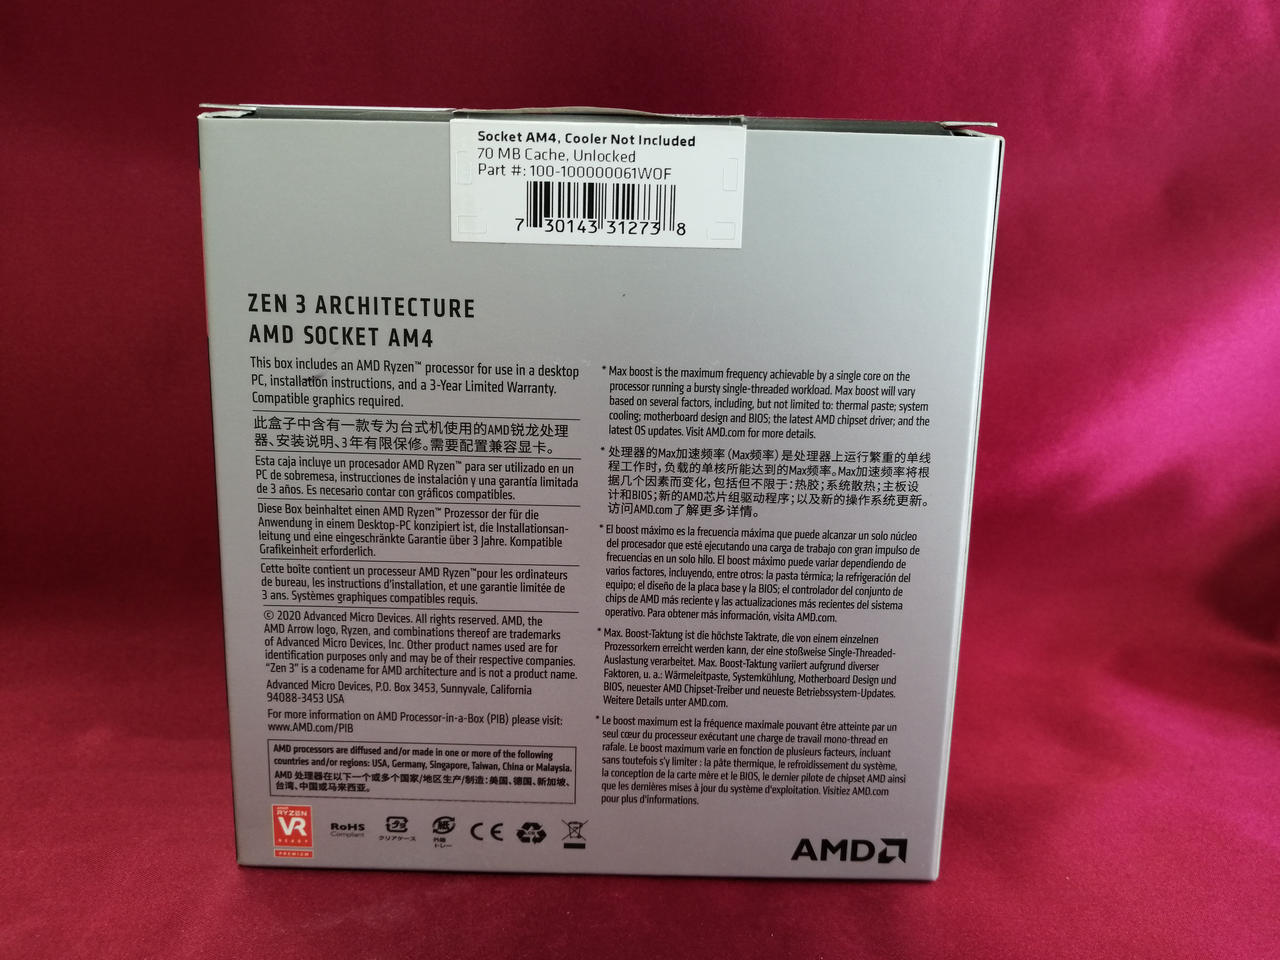 Socket AM4, Cooler Not Included
70 MB Cache, Unlocked
Part #: 100-100000061WOF
7 30143 31273 8
ZEN 3 ARCHITECTURE
AMD SOCKET AM4
This box includes an AMD Ryzen™ processor for use in a desktop
PC, installation instructions, and a 3-Year Limited Warranty.
Compatible graphics required.
此盒子中含有一款专为台式机使用的AMD锐龙处理
器、安装说明、3年有限保修。需要配置兼容显卡。
Esta caja incluye un procesador AMD Ryzen™ para ser utilizado en un
PC de sobremesa, instrucciones de instalación y una garantía limitada
de 3 años. Es necesario contar con gráficos compatibles.
Diese Box beinhaltet einen AMD Ryzen™ Prozessor der für die
Anwendung in einem Desktop-PC konzipiert ist, die Installationsan-
leitung und eine eingeschränkte Garantie über 3 Jahre. Kompatible
Grafikeinheit erforderlich.
Cette boîte contient un processeur AMD Ryzen™pour les ordinateurs
de bureau, les instructions d'installation, et une garantie limitée de
3 ans. Systèmes graphiques compatibles requis.
© 2020 Advanced Micro Devices. All rights reserved. AMD, the
AMD Arrow logo, Ryzen, and combinations thereof are trademarks
of Advanced Micro Devices, Inc. Other product names used are for
identification purposes only and may be of their respective companies.
"Zen 3" is a codename for AMD architecture and is not a product name.
Advanced Micro Devices, P.O. Box 3453, Sunnyvale, California
94088-3453 USA
For more information on AMD Processor-in-a-Box (PIB) please visit:
www.AMD.com/PIB
AMD processors are diffused and/or made in one or more of the following
countries and/or regions: USA, Germany, Singapore, Taiwan, China or Malaysia.
AMD 处理器在以下一个或多个国家/地区生产/制造：美国、德国、新加坡、
台湾、中国或马来西亚。
* Max boost is the maximum frequency achievable by a single core on the
processor running a bursty single-threaded workload. Max boost will vary
based on several factors, including, but not limited to: thermal paste; system
cooling; motherboard design and BIOS; the latest AMD chipset driver; and the
latest OS updates. Visit AMD.com for more details.
* 处理器的Max加速频率（Max频率）是处理器上运行繁重的单线
程工作时，负载的单核所能达到的Max频率。Max加速频率将根
据几个因素而变化，包括但不限于：热胶；系统散热；主板设
计和BIOS；新的AMD芯片组驱动程序；以及新的操作系统更新。
访问AMD.com了解更多详情。
* El boost máximo es la frecuencia máxima que puede alcanzar un solo núcleo
del procesador que esté ejecutando una carga de trabajo con gran impulso de
frecuencias en un solo hilo. El boost máximo puede variar dependiendo de
varios factores, incluyendo, entre otros: la pasta térmica; la refrigeración del
equipo; el diseño de la placa base y la BIOS; el controlador del conjunto de
chips de AMD más reciente y las actualizaciones más recientes del sistema
operativo. Para obtener más información, visita AMD.com.
* Max. Boost-Taktung ist die höchste Taktrate, die von einem einzelnen
Prozessorkern erreicht werden kann, der eine stoßweise Single-Threaded-
Auslastung verarbeitet. Max. Boost-Taktung variiert aufgrund diverser
Faktoren, u. a.: Wärmeleitpaste, Systemkühlung, Motherboard Design und
BIOS, neuester AMD Chipset-Treiber und neueste Betriebssystem-Updates.
Weitere Details unter AMD.com.
* Le boost maximum est la fréquence maximale pouvant être atteinte par un
seul cœur du processeur exécutant une charge de travail mono-thread en
rafale. Le boost maximum varie en fonction de plusieurs facteurs, incluant
sans toutefois s'y limiter : la pâte thermique, le refroidissement du système,
la conception de la carte mère et le BIOS, le dernier pilote de chipset AMD ainsi
que les dernières mises à jour du système d'exploitation. Visitiez AMD.com
pour plus d'informations.
AMD
RYZEN
VR
READY
PREMIUM
RoHS
Compliant
プラ
クリアケース
紙
外箱
トレー
CE
AMD